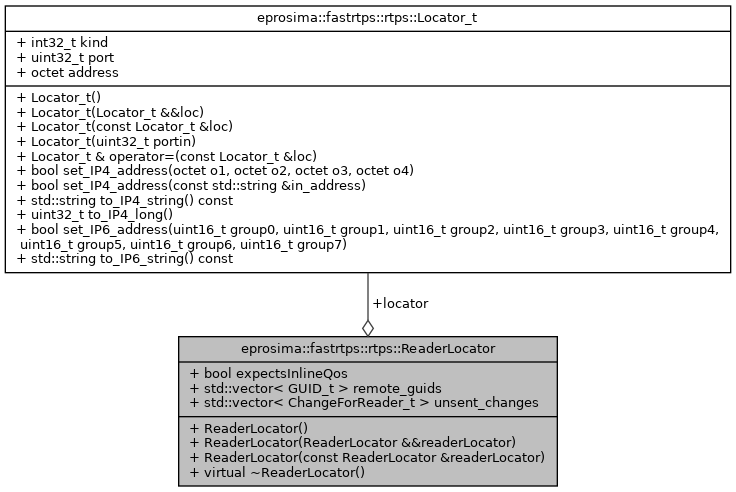 eprosima::fastrtps::rtps::Locator_t
+ int32_t kind
+ uint32_t port
+ octet address
+ Locator_t()
+ Locator_t(Locator_t &&loc)
+ Locator_t(const Locator_t &loc)
+ Locator_t(uint32_t portin)
+ Locator_t & operator=(const Locator_t &loc)
+ bool set_IP4_address(octet o1, octet o2, octet o3, octet o4)
+ bool set_IP4_address(const std::string &in_address)
+ std::string to_IP4_string() const
+ uint32_t to_IP4_long()
+ bool set_IP6_address(uint16_t group0, uint16_t group1, uint16_t group2, uint16_t group3, uint16_t group4,
uint16_t group5, uint16_t group6, uint16_t group7)
+ std::string to_IP6_string() const
+locator
eprosima::fastrtps::rtps::ReaderLocator
+ bool expectsInlineQos
+ std::vector< GUID_t > remote_guids
+ std::vector< ChangeForReader_t > unsent_changes
+ ReaderLocator()
+ ReaderLocator(ReaderLocator &&readerLocator)
+ ReaderLocator(const ReaderLocator &readerLocator)
+ virtual ~ReaderLocator()